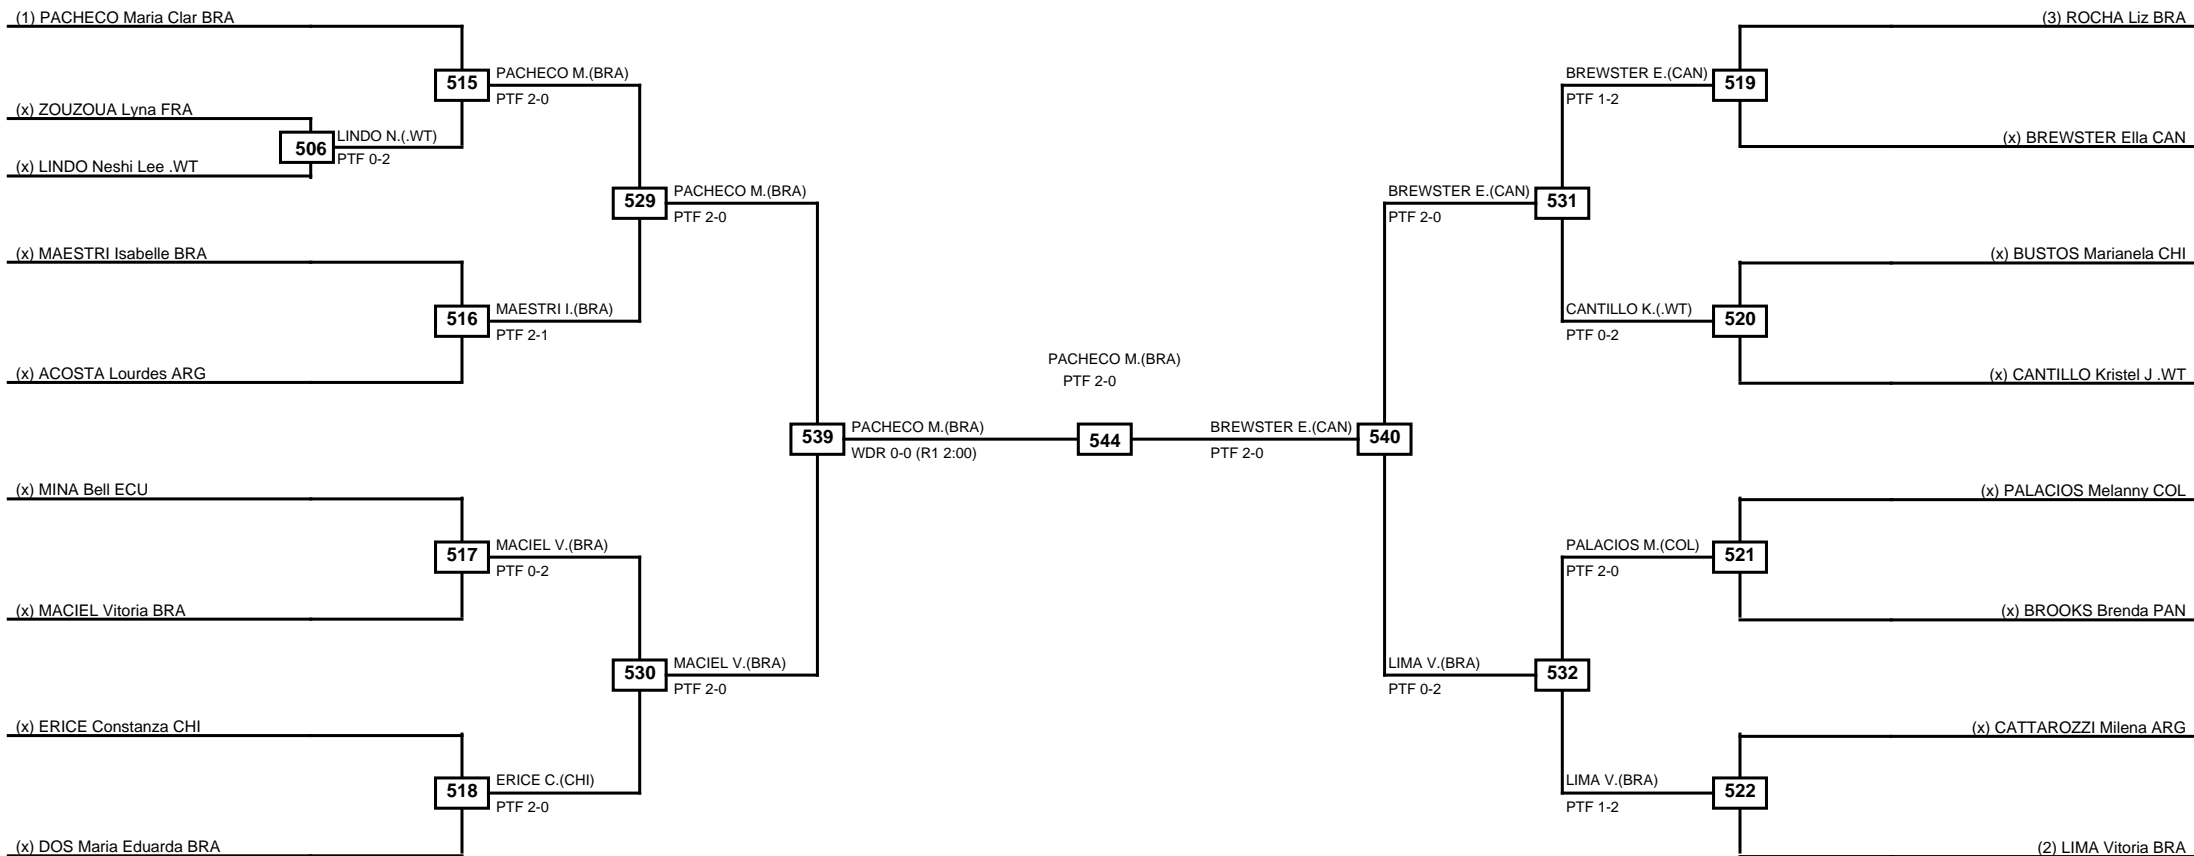 (1) PACHECO Maria Clar BRA
(3) ROCHA Liz BRA
515
PACHECO M.(BRA)
PTF 2-0
BREWSTER E.(CAN)
PTF 1-2
519
(x) ZOUZOUA Lyna FRA
506
LINDO N.(.WT)
PTF 0-2
(x) BREWSTER Ella CAN
(x) LINDO Neshi Lee .WT
529
PACHECO M.(BRA)
PTF 2-0
BREWSTER E.(CAN)
PTF 2-0
531
(x) MAESTRI Isabelle BRA
(x) BUSTOS Marianela CHI
516
MAESTRI I.(BRA)
PTF 2-1
CANTILLO K.(.WT)
PTF 0-2
520
(x) ACOSTA Lourdes ARG
PACHECO M.(BRA)
PTF 2-0
(x) CANTILLO Kristel J .WT
539
PACHECO M.(BRA)
WDR 0-0 (R1 2:00)
544
BREWSTER E.(CAN)
PTF 2-0
540
(x) MINA Bell ECU
(x) PALACIOS Melanny COL
517
MACIEL V.(BRA)
PTF 0-2
PALACIOS M.(COL)
PTF 2-0
521
(x) MACIEL Vitoria BRA
(x) BROOKS Brenda PAN
530
MACIEL V.(BRA)
PTF 2-0
LIMA V.(BRA)
PTF 0-2
532
(x) ERICE Constanza CHI
(x) CATTAROZZI Milena ARG
518
ERICE C.(CHI)
PTF 2-0
LIMA V.(BRA)
PTF 1-2
522
(x) DOS Maria Eduarda BRA
(2) LIMA Vitoria BRA